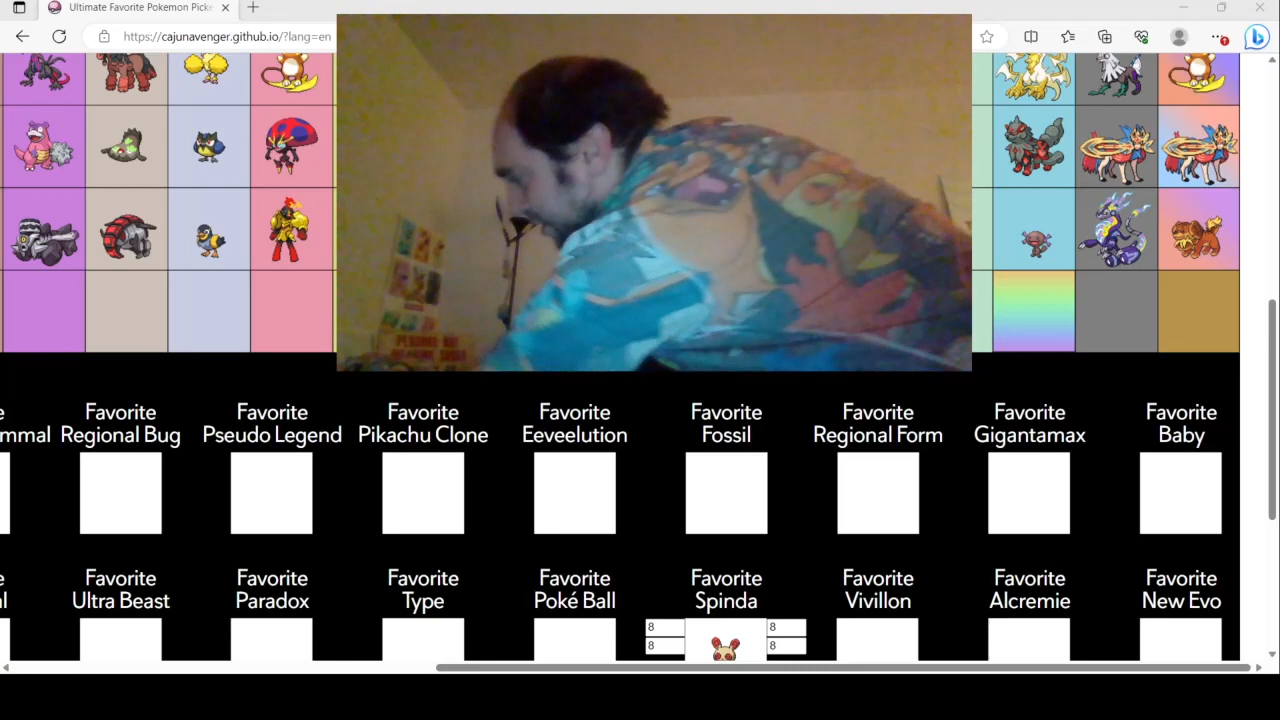 Ultimate Favorite Pokemon Picke
https://cajunavenger.github.io/?lang=en
Favorite Favorite Favorite Favorite Favorite Favorite Favorite Favorite
mmal Regional Bug Pseudo Legend Pikachu Clone Eeveelution Fossil Regional Form Gigantamax Baby
Favorite Favorite Favorite Favorite Favorite Favorite Favorite Favorite
Ultra Beast Paradox Type Poké Ball Spinda Vivillon Alcremie New Evo
8 8
8 8